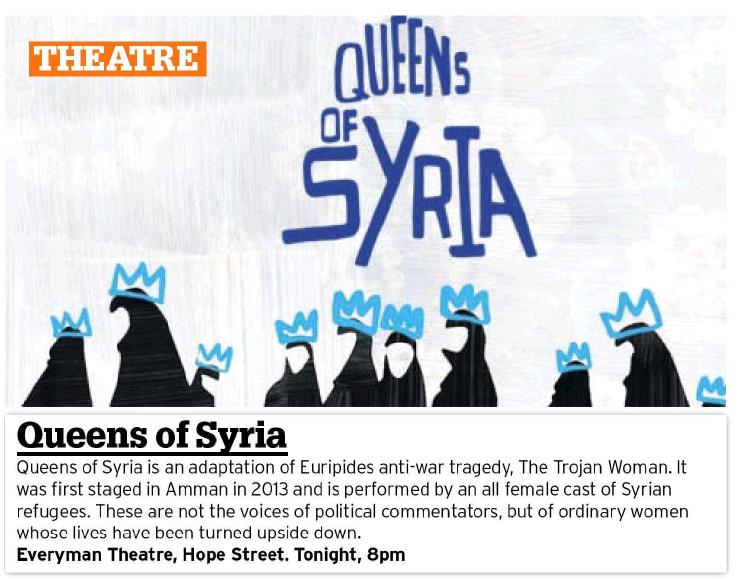 THEATRE
QUEENS
OF
SYRIA
Queens of Syria
Queens of Syria is an adaptation of Euripides anti-war tragedy, The Trojan Woman. It
was first staged in Amman in 2013 and is performed by an all female cast of Syrian
refugees. These are not the voices of political commentators, but of ordinary women
whose lives have been turned upside down.
Everyman Theatre, Hope Street. Tonight, 8pm